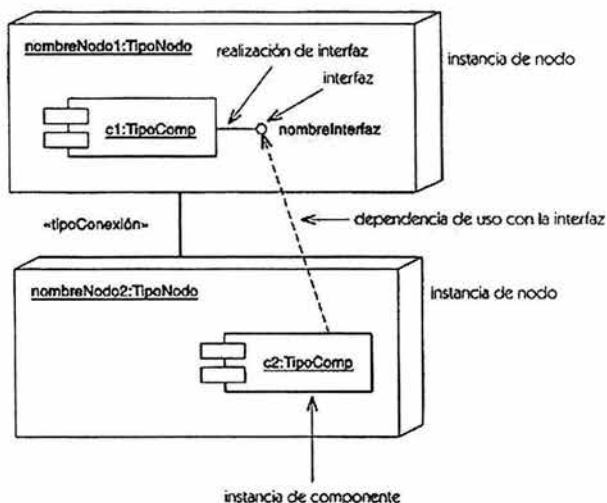 nombreNodo1:TipoNodo
realización de interfaz
instancia de nodo
interfaz
c1:TipoComp
nombreInterfaz
«tipoConexión»
dependencia de uso con la interfaz
nombreNodo2:TipoNodo
instancia de nodo
c2:TipoComp
instancia de componente